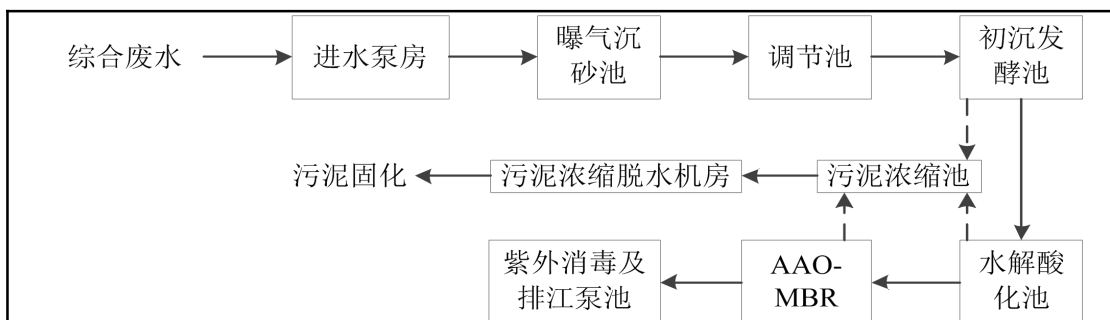 综合废水
进水泵房
曝气沉
砂池
调节池
初沉发
酵池
污泥固化
污泥浓缩脱水机房
污泥浓缩池
紫外消毒及
排江泵池
AAO-
MBR
水解酸
化池